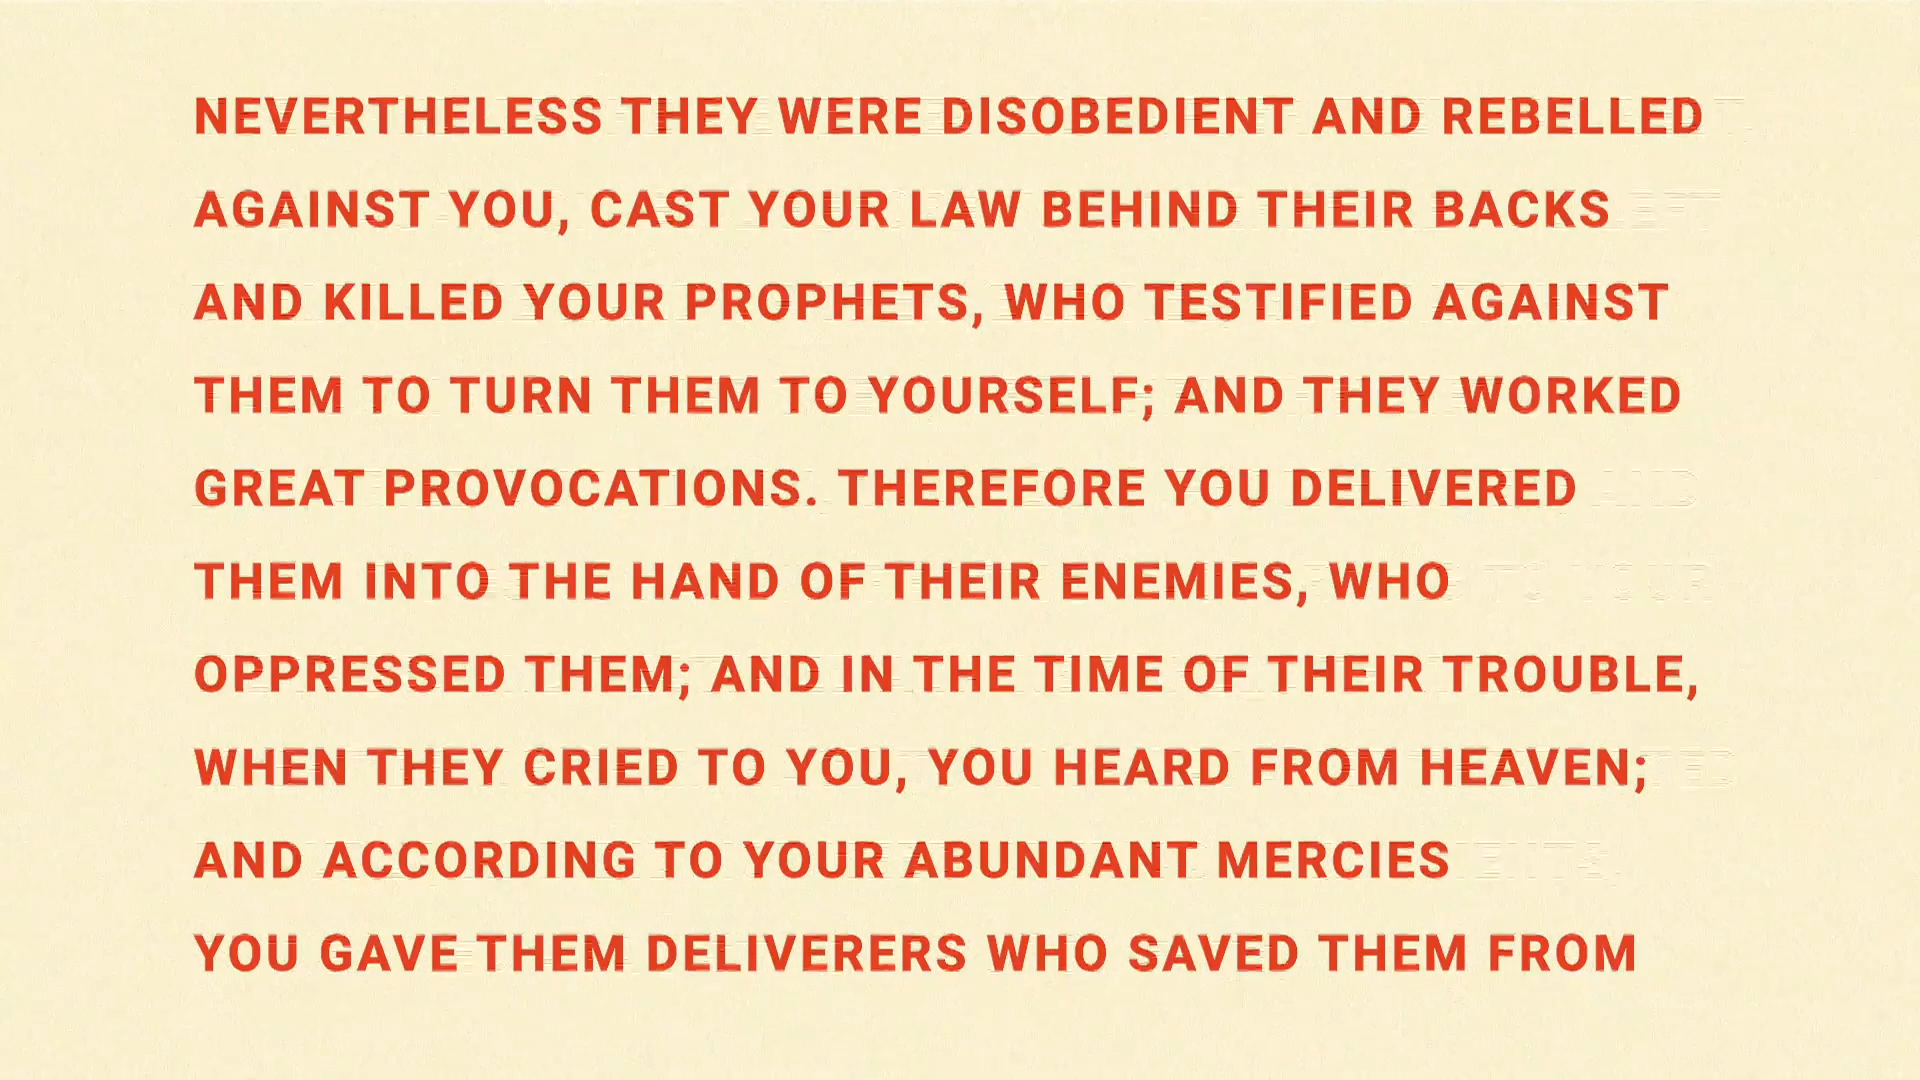 NEVERTHELESS THEY WERE DISOBEDIENT AND REBELLED
AGAINST YOU, CAST YOUR LAW BEHIND THEIR BACKS
AND KILLED YOUR PROPHETS, WHO TESTIFIED AGAINST
THEM TO TURN THEM TO YOURSELF; AND THEY WORKED
GREAT PROVOCATIONS. THEREFORE YOU DELIVERED
THEM INTO THE HAND OF THEIR ENEMIES, WHO
OPPRESSED THEM; AND IN THE TIME OF THEIR TROUBLE,
WHEN THEY CRIED TO YOU, YOU HEARD FROM HEAVEN;
AND ACCORDING TO YOUR ABUNDANT MERCIES
YOU GAVE THEM DELIVERERS WHO SAVED THEM FROM